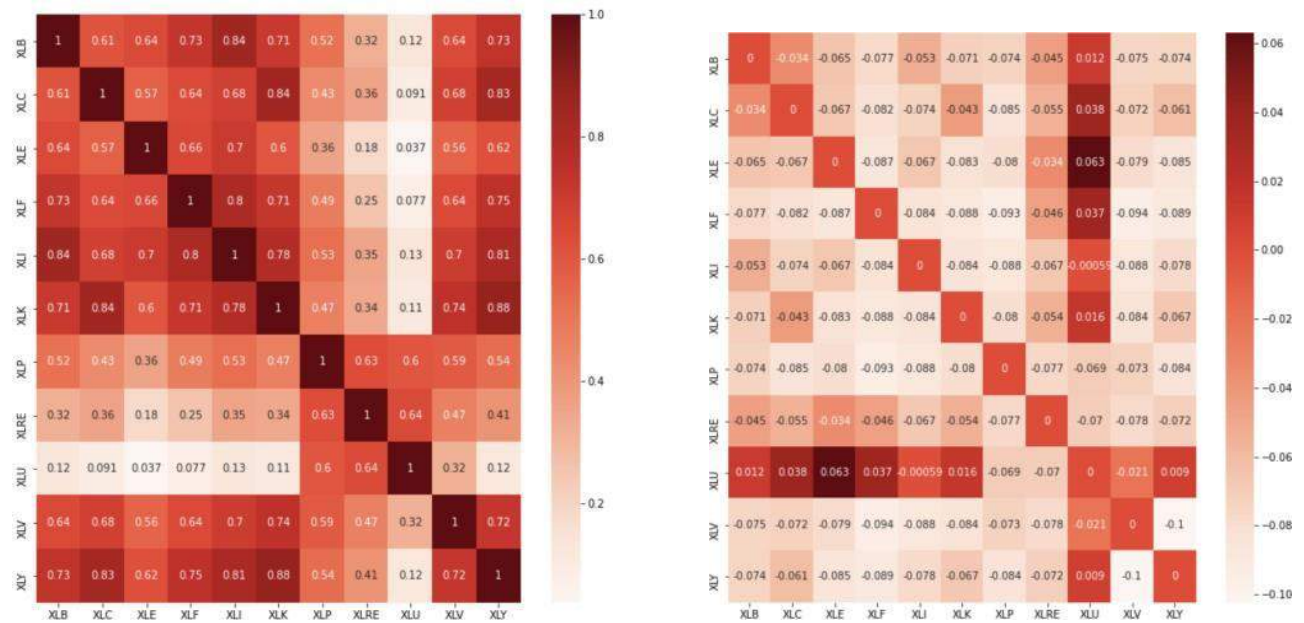 1.0
XLB 1 0.61 0.64 0.73 0.84 0.71 0.52 0.32 0.12 0.64 0.73
XLC 0.61 1 0.57 0.64 0.68 0.84 0.43 0.36 0.091 0.68 0.83
0.8
XLE 0.64 0.57 1 0.66 0.7 0.6 0.36 0.18 0.037 0.56 0.62
XLF 0.73 0.64 0.66 1 0.8 0.71 0.49 0.25 0.077 0.64 0.75
XLI 0.84 0.68 0.7 0.8 1 0.78 0.53 0.35 0.13 0.7 0.81
0.6
XLK 0.71 0.84 0.6 0.71 0.78 1 0.47 0.34 0.11 0.74 0.88
XLP 0.52 0.43 0.36 0.49 0.53 0.47 1 0.63 0.6 0.59 0.54
0.4
XLRE 0.32 0.36 0.18 0.25 0.35 0.34 0.63 1 0.64 0.47 0.41
XLU 0.12 0.091 0.037 0.077 0.13 0.11 0.6 0.64 1 0.32 0.12
0.2
XLV 0.64 0.68 0.56 0.64 0.7 0.74 0.59 0.47 0.32 1 0.72
XLY 0.73 0.83 0.62 0.75 0.81 0.88 0.54 0.41 0.12 0.72 1
XLB XLC XLE XLF XLI XLK XLP XLRE XLU XLV XLY
0.06
XLB 0 -0.034 -0.065 -0.077 -0.053 -0.071 -0.074 -0.045 0.012 -0.075 -0.074
XLC -0.034 0 -0.067 -0.082 -0.074 -0.043 -0.085 -0.055 0.038 -0.072 -0.061
0.04
XLE -0.065 -0.067 0 -0.087 -0.067 -0.083 -0.08 -0.034 0.063 -0.079 -0.085
0.02
XLF -0.077 -0.082 -0.087 0 -0.084 -0.088 -0.093 -0.046 0.037 -0.094 -0.089
0.00
XLI -0.053 -0.074 -0.067 -0.084 0 -0.084 -0.088 -0.067 -0.00059 -0.088 -0.078
XLK -0.071 -0.043 -0.083 -0.088 -0.084 0 -0.08 -0.054 0.016 -0.084 -0.067
−0.02
XLP -0.074 -0.085 -0.08 -0.093 -0.088 -0.08 0 -0.077 -0.069 -0.073 -0.084
−0.04
XLRE -0.045 -0.055 -0.034 -0.046 -0.067 -0.054 -0.077 0 -0.07 -0.078 -0.072
−0.06
XLU 0.012 0.038 0.063 0.037 -0.00059 0.016 -0.069 -0.07 0 -0.021 0.009
−0.08
XLV -0.075 -0.072 -0.079 -0.094 -0.088 -0.084 -0.073 -0.078 -0.021 0 -0.1
XLY -0.074 -0.061 -0.085 -0.089 -0.078 -0.067 -0.084 -0.072 0.009 -0.1 0
−0.10
XLB XLC XLE XLF XLI XLK XLP XLRE XLU XLV XLY